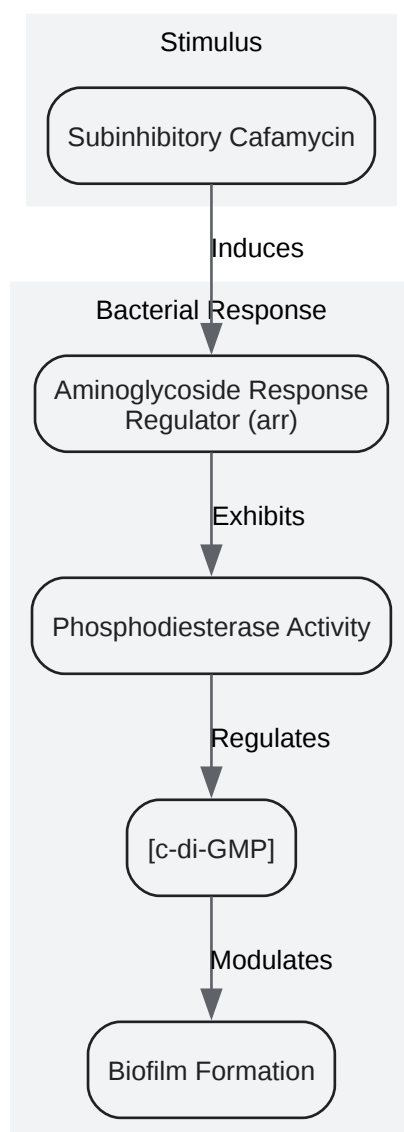 Stimulus
Subinhibitory Cafamycin
Induces
Bacterial Response
Aminoglycoside Response
Regulator (arr)
Exhibits
Phosphodiesterase Activity
Regulates
[c-di-GMP]
Modulates
Biofilm Formation